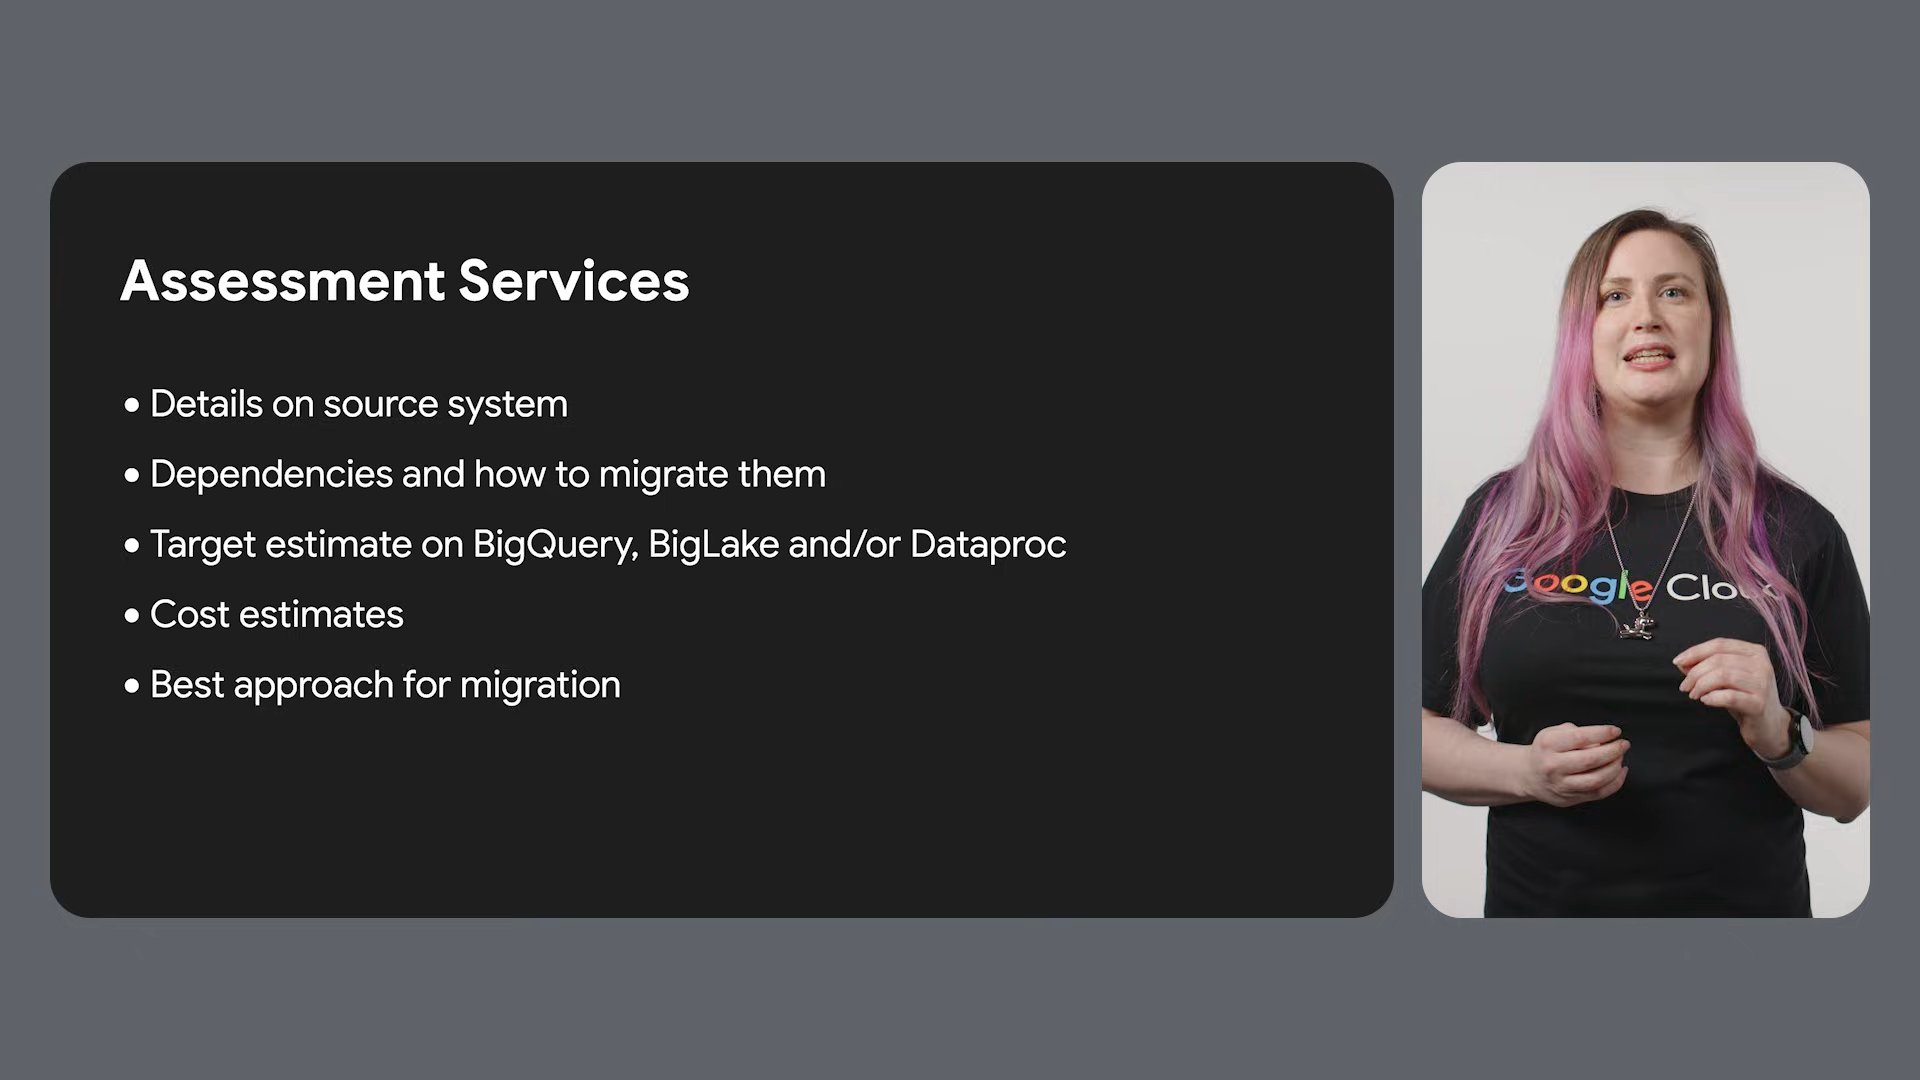 Assessment Services
• Details on source system
• Dependencies and how to migrate them
• Target estimate on BigQuery, BigLake and/or Dataproc
• Cost estimates
• Best approach for migration
Google Cloud